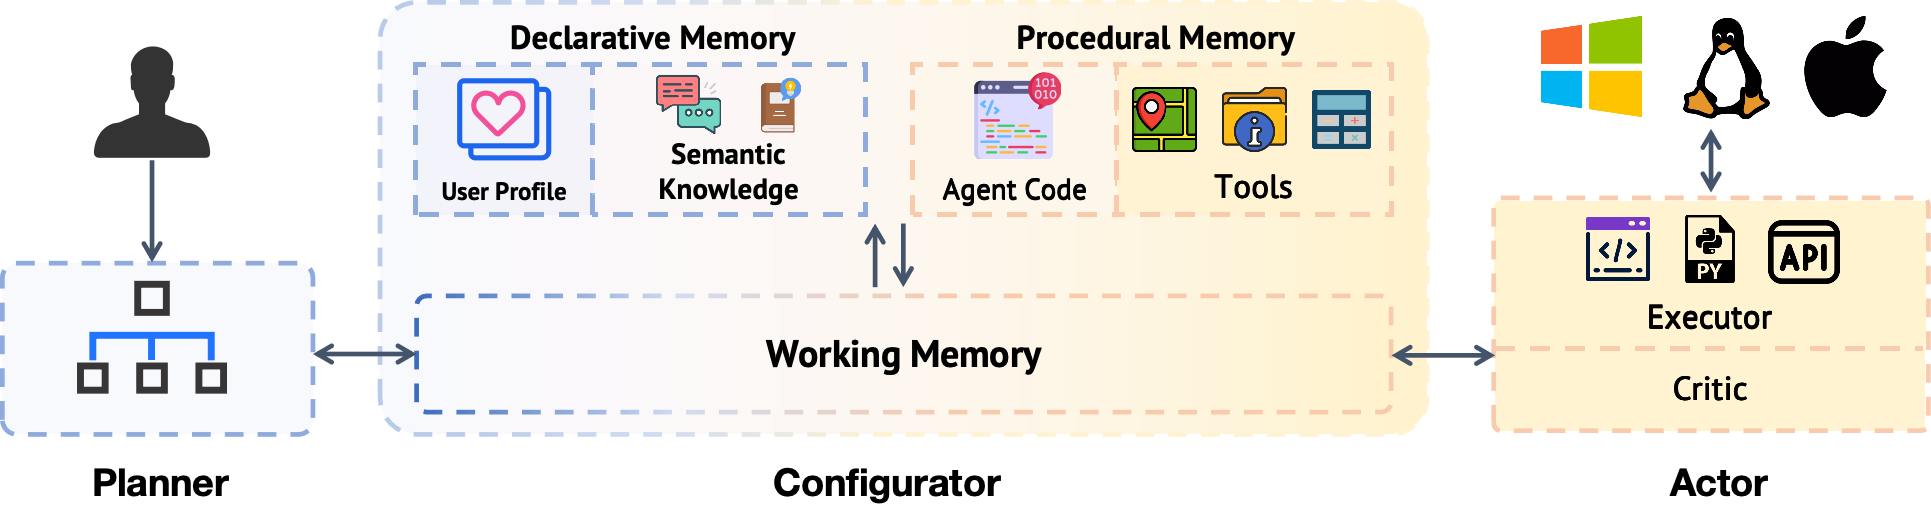 Declarative Memory
Procedural Memory
User Profile
Semantic
Knowledge
101
010
</>
Agent Code
Tools
Working Memory
</>
PY
API
Executor
Critic
Planner
Configurator
Actor